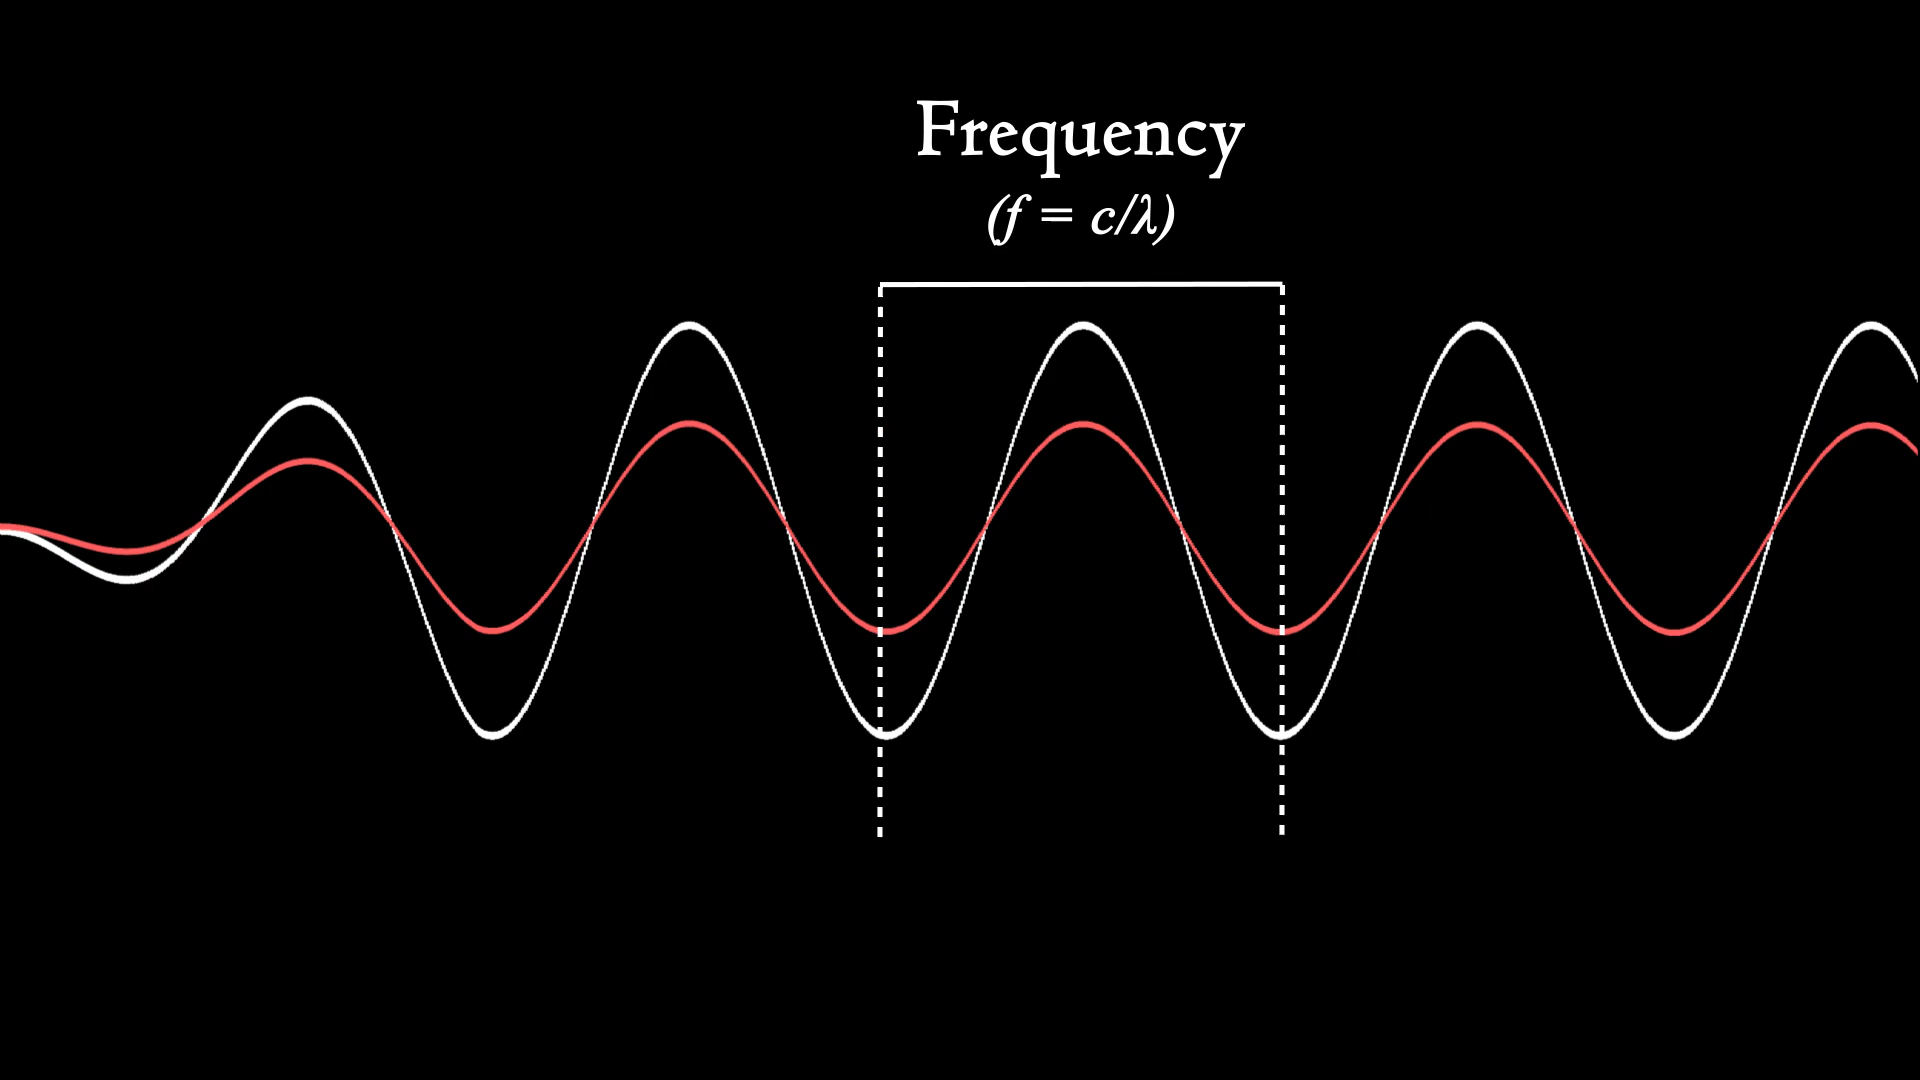 Frequency
(f = c/λ)